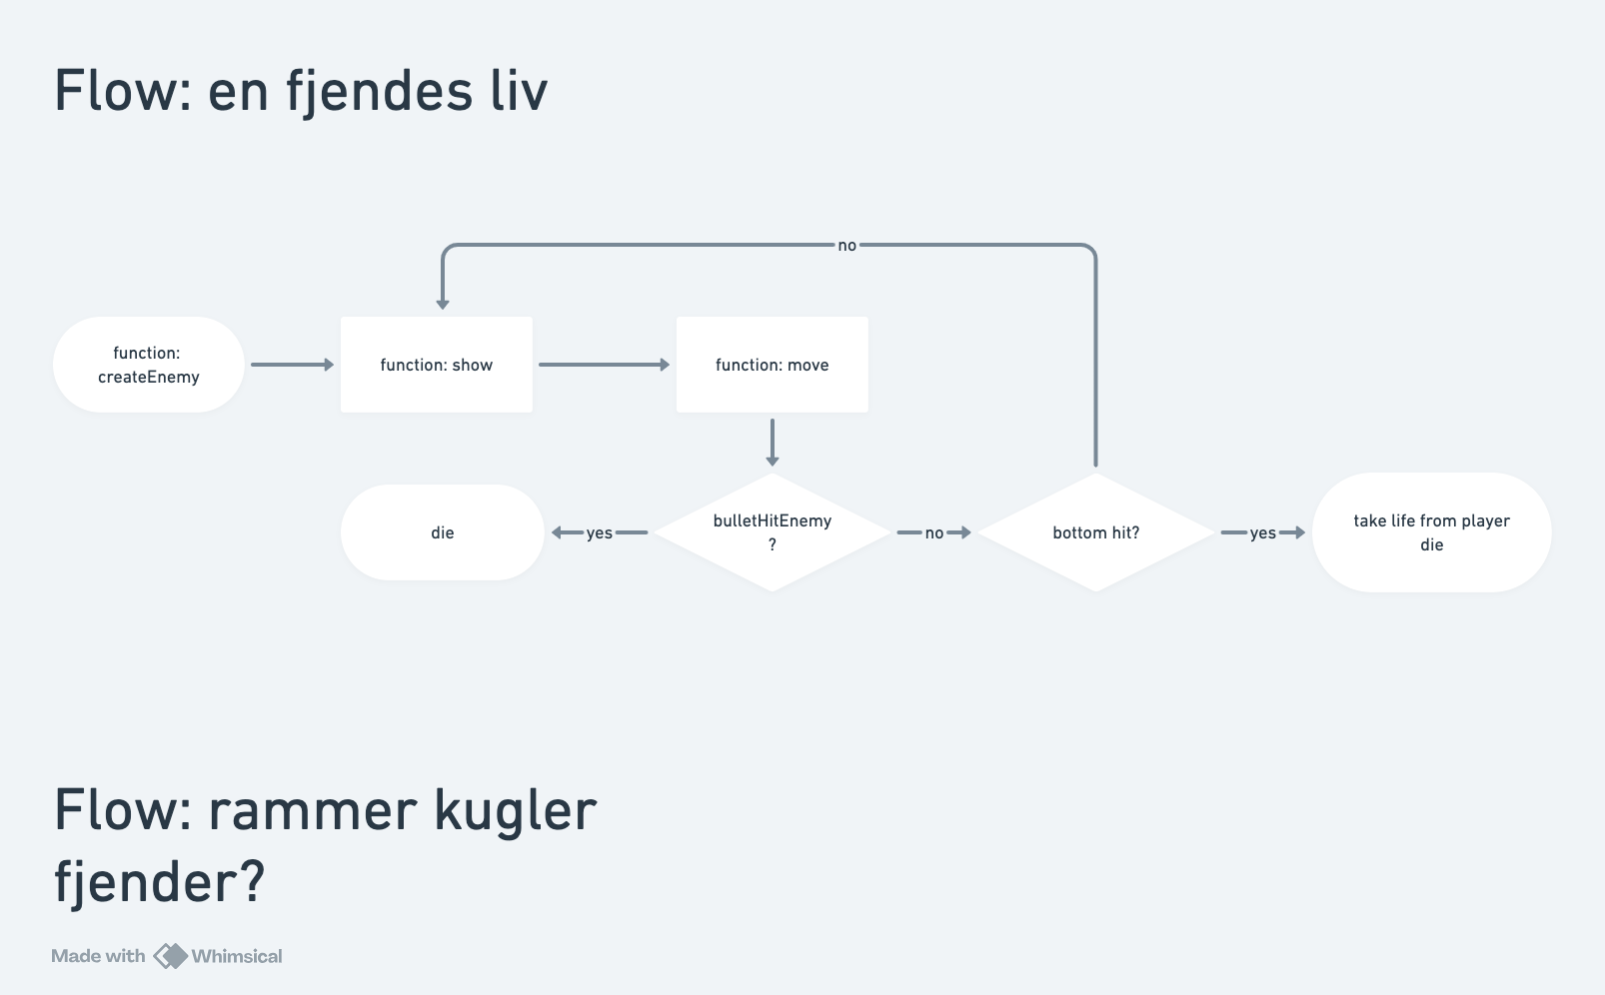 Flow: en fjendes liv
no
function:
createEnemy
function: show
function: move
die
yes
bulletHitEnemy
?
no
bottom hit?
yes
take life from player
die
Flow: rammer kugler
fjender?
Made with Whimsical